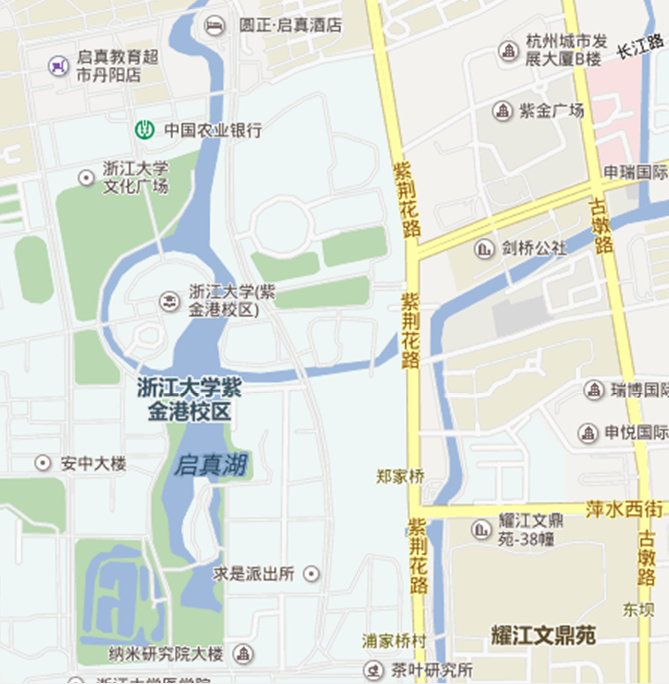 圆正·启真酒店
杭州城市发
展大厦B楼
长江路
启真教育超
市丹阳店
紫金广场
中国农业银行
浙江大学
文化广场
紫荆花路
申瑞国际
古墩路
剑桥公社
浙江大学(紫
金港校区)
紫荆花路
浙江大学紫
金港校区
瑞博国际
申悦国际
安中大楼
启真湖
郑家桥
萍水西街
紫荆花路
耀江文鼎
苑-38幢
古墩路
求是派出所
东坝
耀江文鼎苑
浦家桥村
纳米研究院大楼
茶叶研究所
浙江大学医学院